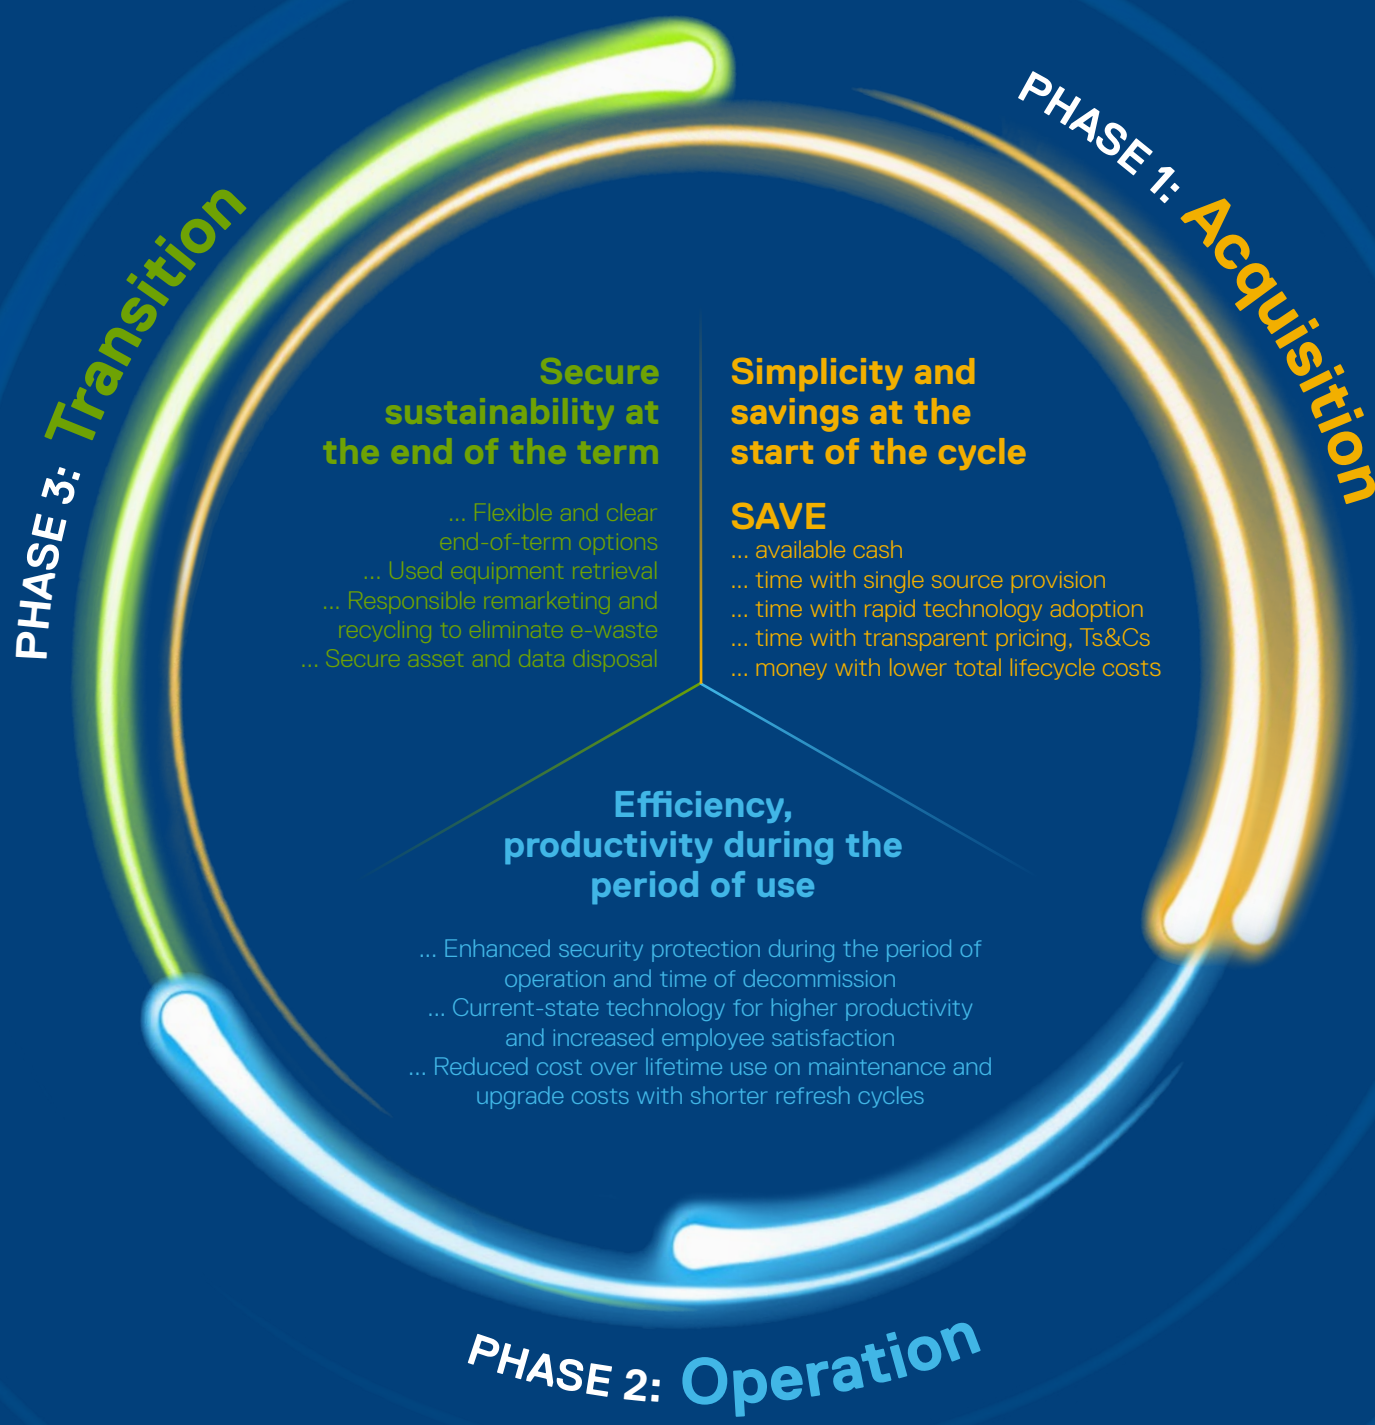 PHASE 1: Acquisition
Simplicity and
savings at the
start of the cycle
SAVE
... available cash
... time with single source provision
... time with rapid technology adoption
... time with transparent pricing, Ts&Cs
... money with lower total lifecycle costs
PHASE 2: Operation
Efficiency,
productivity during the
period of use
... Enhanced security protection during the period of
operation and time of decommission
... Current-state technology for higher productivity
and increased employee satisfaction
... Reduced cost over lifetime use on maintenance and
upgrade costs with shorter refresh cycles
PHASE 3: Transition
Secure
sustainability at
the end of the term
... Flexible and clear
end-of-term options
... Used equipment retrieval
... Responsible remarketing and
recycling to eliminate e-waste
... Secure asset and data disposal